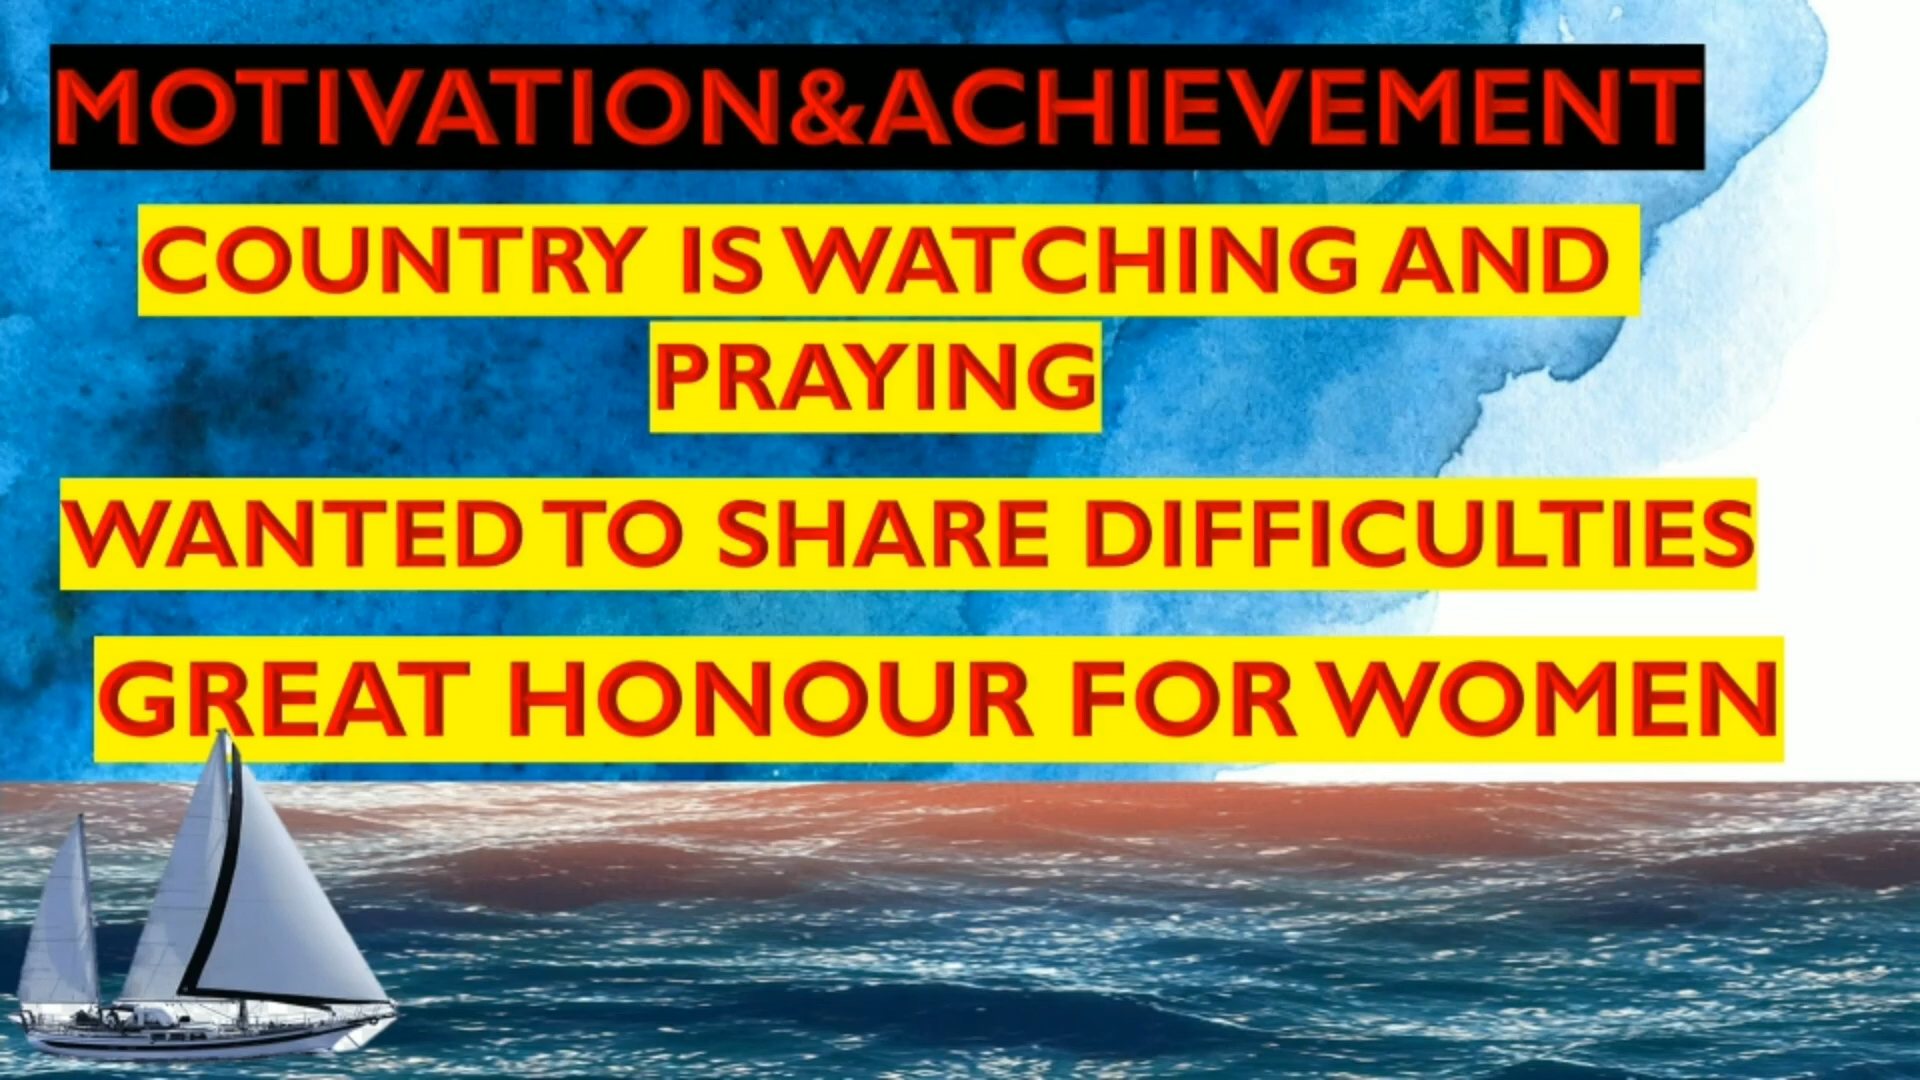 MOTIVATION&ACHIEVEMENT
COUNTRY IS WATCHING AND
PRAYING
WANTED TO SHARE DIFFICULTIES
GREAT HONOUR FOR WOMEN